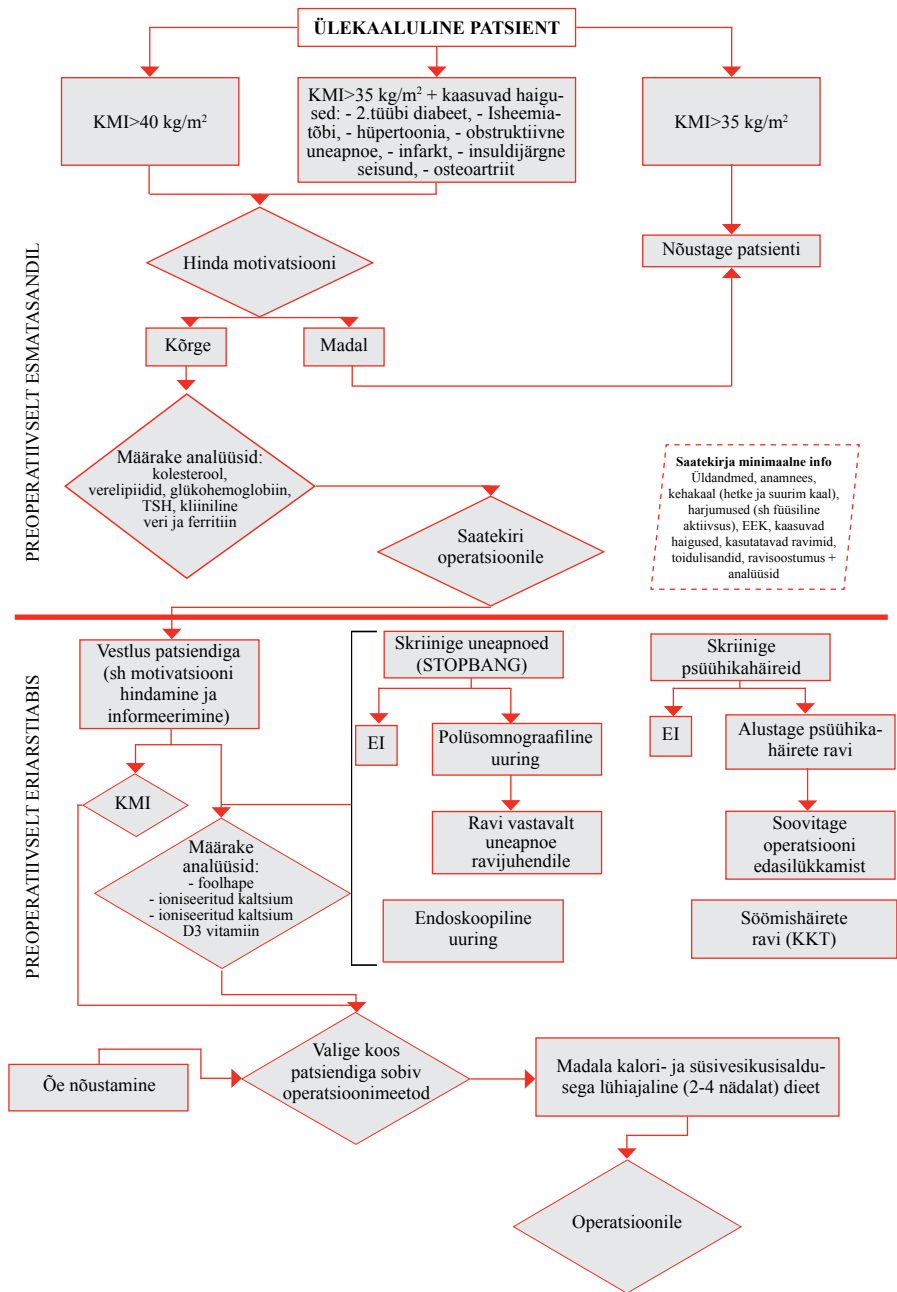 ÜLEKAALULINE PATSIENT
KMI>40 kg/m²
KMI>35 kg/m² + kaasuvad haigu-
sed: - 2.tüübi diabeet, - Isheemia-
tõbi, - hüpertoonia, - obstruktiivne
uneapnoe, - infarkt, - insuldijärgne
seisund, - osteoartriit
KMI>35 kg/m²
PREOPERATIIVSELT ESMATASANDIL
Hinda motivatsiooni
Nõustage patsienti
Kõrge
Madal
Määrake analüüsid:
kolesterool,
verelipiidid, glükohemoglobiin,
TSH, kliiniline
veri ja ferritiin
Saatekiri
operatsioonile
Saatekirja minimaalne info
Üldandmed, anamnees,
kehakaal (hetke ja suurim kaal),
harjumused (sh füüsiline
aktiivsus), EEK, kaasuvad
haigused, kasutatavad ravimid,
toidulisandid, ravisoostumus +
analüüsid
PREOPERATIIVSELT ERIARSTIABIS
Vestlus patsiendiga
(sh motivatsiooni
hindamine ja
informeerimine)
KMI
Määrake
analüüsid:
- foolhape
- ioniseeritud kaltsium
- ioniseeritud kaltsium
D3 vitamiin
Skriinige uneapnoed
(STOPBANG)
EI
Polüsomnograafiline
uuring
Ravi vastavalt
uneapnoe
ravijuhendile
Endoskoopiline
uuring
Skriinige
psüühikahäireid
EI
Alustage psüühika-
häirete ravi
Soovitage
operatsiooni
edasilükkamist
Söömishäirete
ravi (KKT)
Õe nõustamine
Valige koos
patsiendiga sobiv
operatsioonimeetod
Madala kalori- ja süsivesikusisaldu-
sega lühiajaline (2-4 nädalat) dieet
Operatsioonile